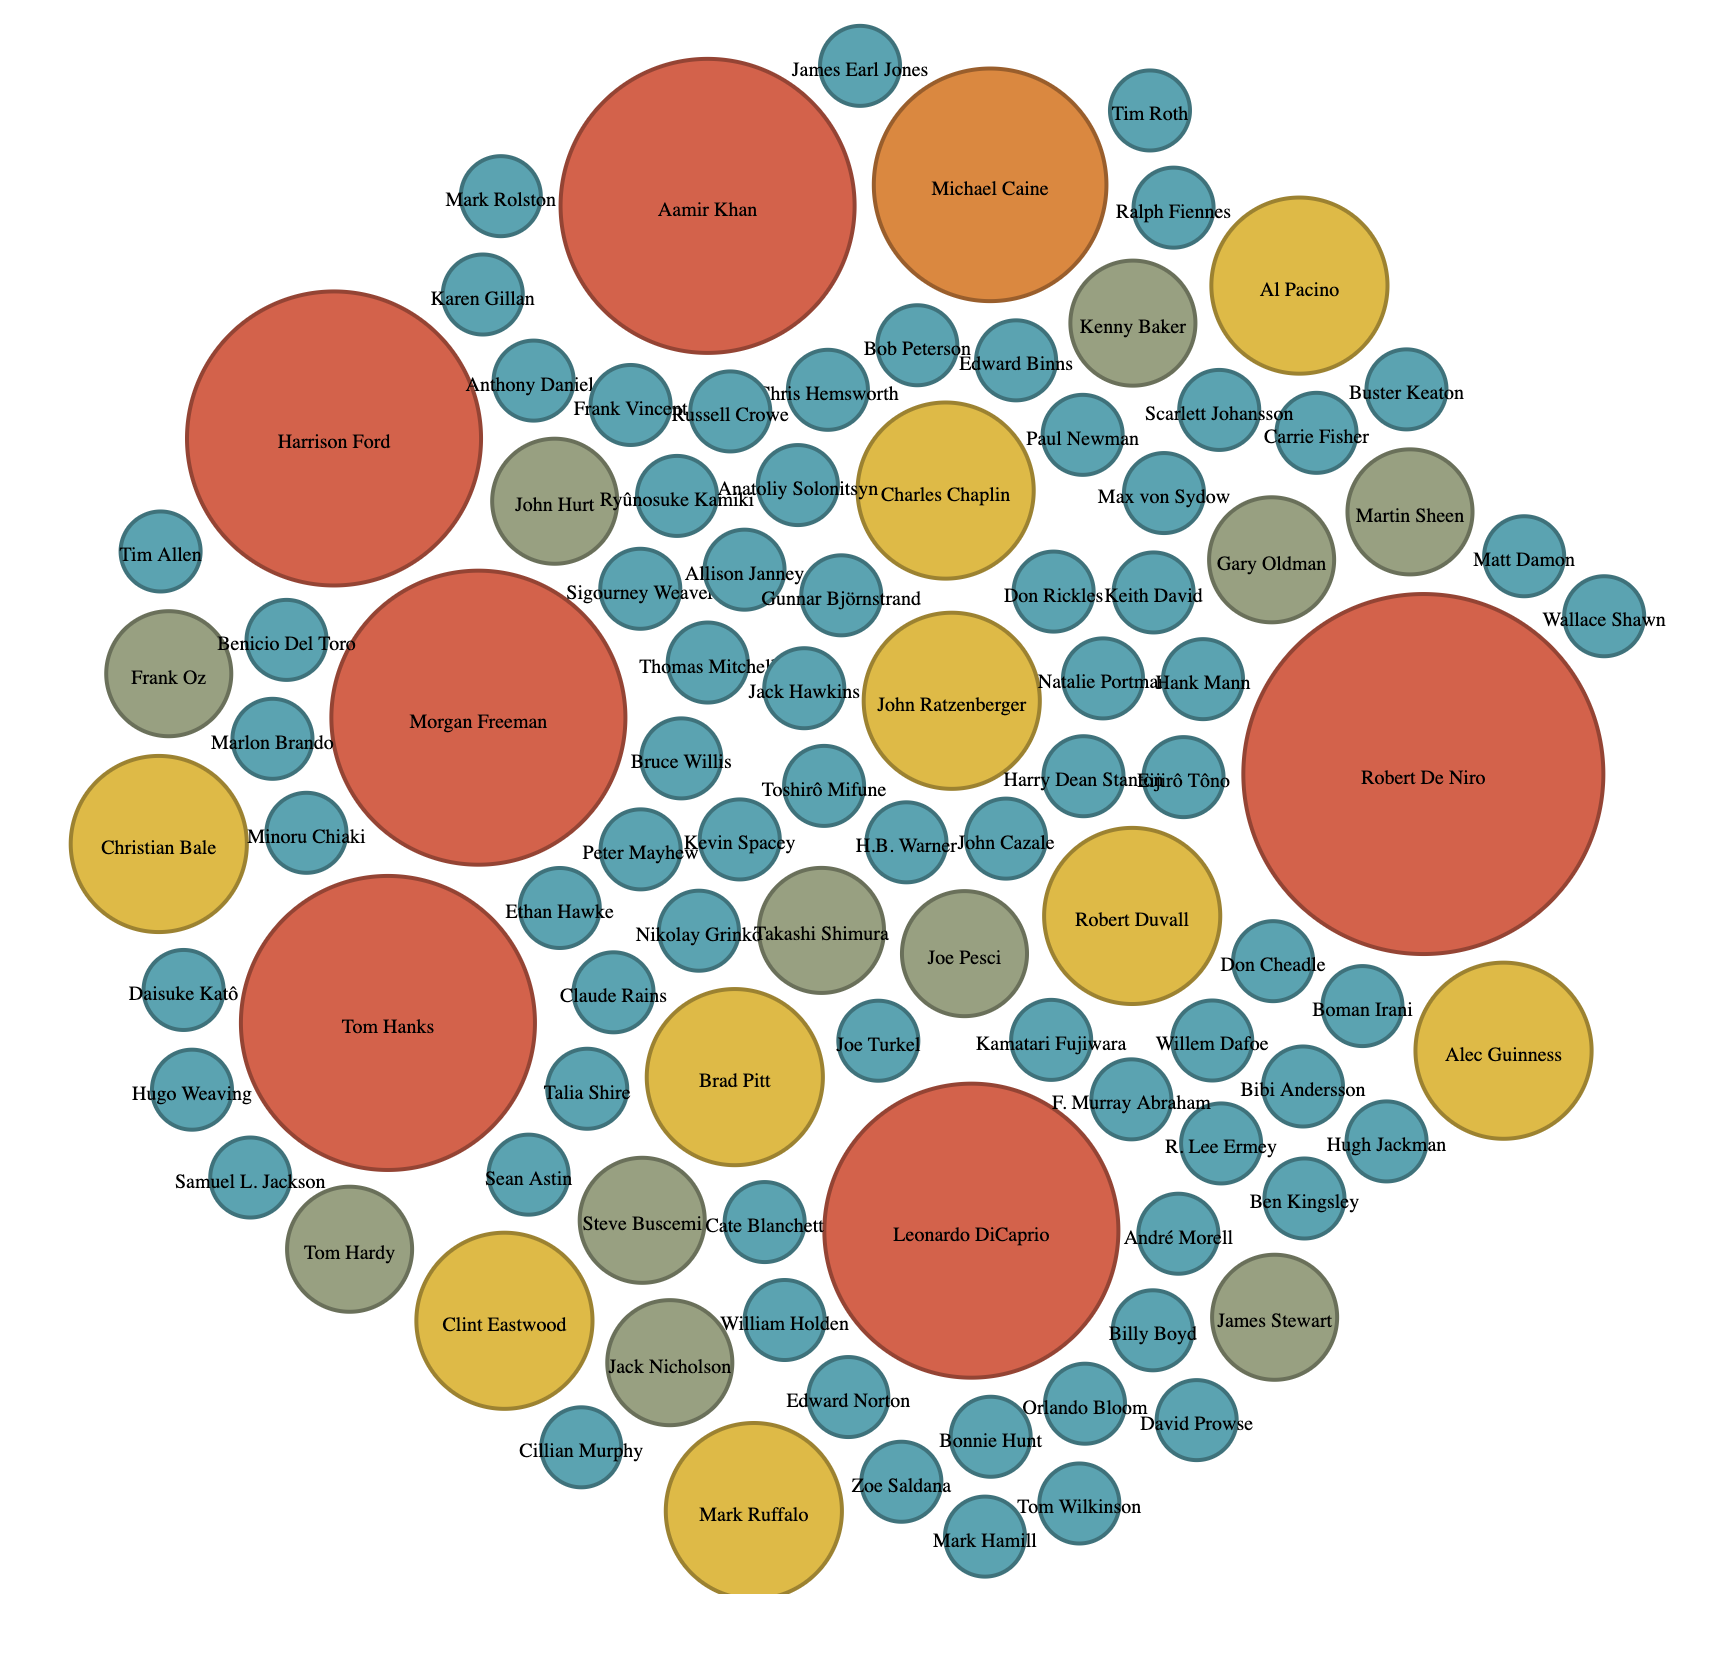 James Earl Jones
Tim Roth
Michael Caine
Mark Rolston
Aamir Khan
Ralph Fiennes
Al Pacino
Karen Gillan
Kenny Baker
Harrison Ford
Anthony Daniel
Frank Vincent
Russell Crowe
Chris Hemsworth
Bob Peterson
Edward Binns
Paul Newman
Scarlett Johansson
Carrie Fisher
Buster Keaton
John Hurt
Ryûnosuke Kamiki
Anatoliy Solonitsyn
Charles Chaplin
Max von Sydow
Martin Sheen
Tim Allen
Sigourney Weaver
Allison Janney
Gunnar Björnstrand
Don Rickles
Keith David
Gary Oldman
Matt Damon
Wallace Shawn
Benicio Del Toro
Frank Oz
Morgan Freeman
Thomas Mitchell
Jack Hawkins
John Ratzenberger
Natalie Portma
Hank Mann
Marlon Brando
Bruce Willis
Toshirô Mifune
Harry Dean Stanton
Eijirô Tôno
Robert De Niro
Christian Bale
Minoru Chiaki
Peter Mayhew
Kevin Spacey
H.B. Warner
John Cazale
Ethan Hawke
Nikolay Grinko
Takashi Shimura
Joe Pesci
Robert Duvall
Don Cheadle
Daisuke Katô
Tom Hanks
Claude Rains
Joe Turkel
Kamatari Fujiwara
Willem Dafoe
Boman Irani
Alec Guinness
Hugo Weaving
Talia Shire
Brad Pitt
F. Murray Abraham
Bibi Andersson
R. Lee Ermey
Hugh Jackman
Samuel L. Jackson
Sean Astin
Steve Buscemi
Cate Blanchett
Leonardo DiCaprio
André Morell
Ben Kingsley
Tom Hardy
Clint Eastwood
William Holden
Billy Boyd
James Stewart
Jack Nicholson
Edward Norton
Orlando Bloom
David Prowse
Cillian Murphy
Bonnie Hunt
Mark Ruffalo
Zoe Saldana
Tom Wilkinson
Mark Hamill